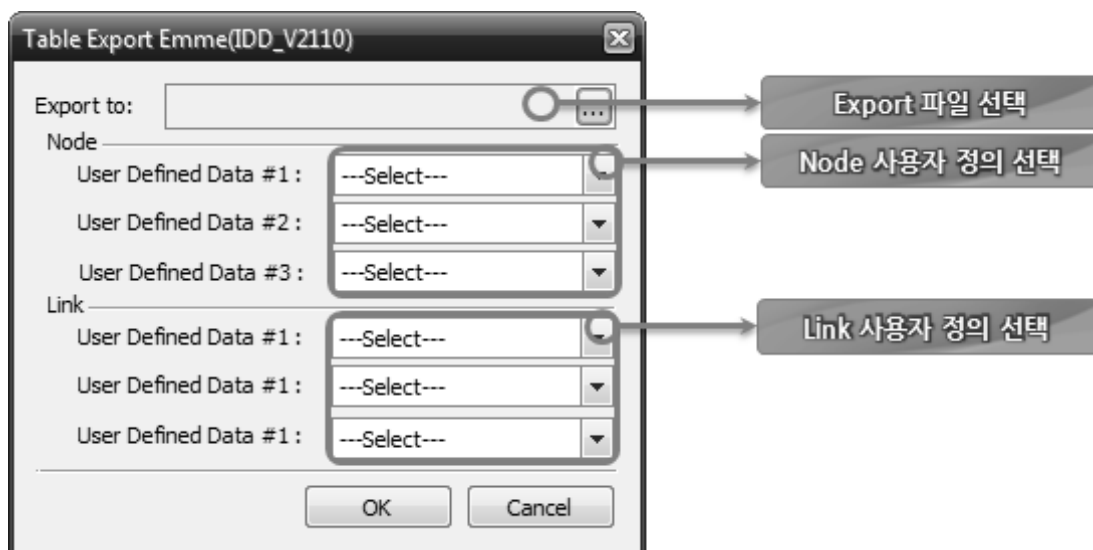 Table Export Emme(IDD_V2110)
Export to:
...
Export 파일 선택
Node
Node 사용자 정의 선택
User Defined Data #1 :
---Select---
User Defined Data #2 :
---Select---
User Defined Data #3 :
---Select---
Link
Link 사용자 정의 선택
User Defined Data #1 :
---Select---
User Defined Data #1 :
---Select---
User Defined Data #1 :
---Select---
OK
Cancel